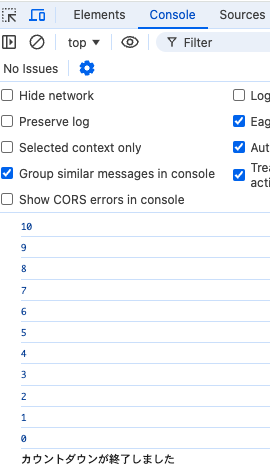 Elements Console Sources
top Filter
No Issues
Hide network
Preserve log
Selected context only
Group similar messages in console
Show CORS errors in console
Log
Eag
Aut
Trea
acti
10
9
8
7
6
5
4
3
2
1
0
カウントダウンが終了しました